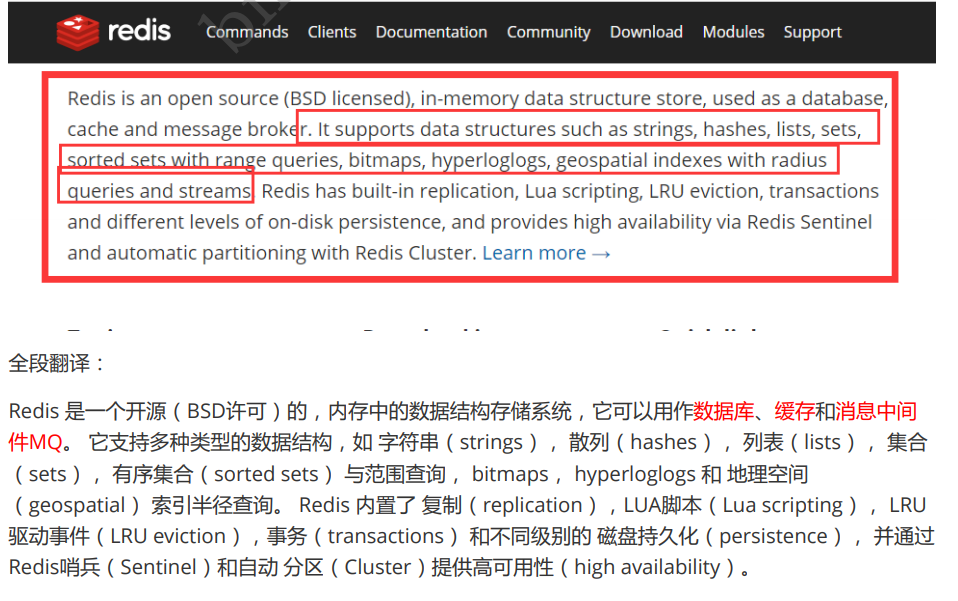 redis Commands Clients Documentation Community Download Modules Support
Redis is an open source (BSD licensed), in-memory data structure store, used as a database,
cache and message broker. It supports data structures such as strings, hashes, lists, sets,
sorted sets with range queries, bitmaps, hyperloglogs, geospatial indexes with radius
queries and streams. Redis has built-in replication, Lua scripting, LRU eviction, transactions
and different levels of on-disk persistence, and provides high availability via Redis Sentinel
and automatic partitioning with Redis Cluster. Learn more →
全段翻译：
Redis 是一个开源（BSD许可）的，内存中的数据结构存储系统，它可以用作数据库、缓存和消息中间
件MQ。 它支持多种类型的数据结构，如 字符串（strings）， 散列（hashes）， 列表（lists）， 集合
（sets）， 有序集合（sorted sets） 与范围查询， bitmaps， hyperloglogs 和 地理空间
（geospatial） 索引半径查询。 Redis 内置了 复制（replication），LUA脚本（Lua scripting）， LRU
驱动事件（LRU eviction），事务（transactions） 和不同级别的 磁盘持久化（persistence）， 并通过
Redis哨兵（Sentinel）和自动 分区（Cluster）提供高可用性（high availability）。